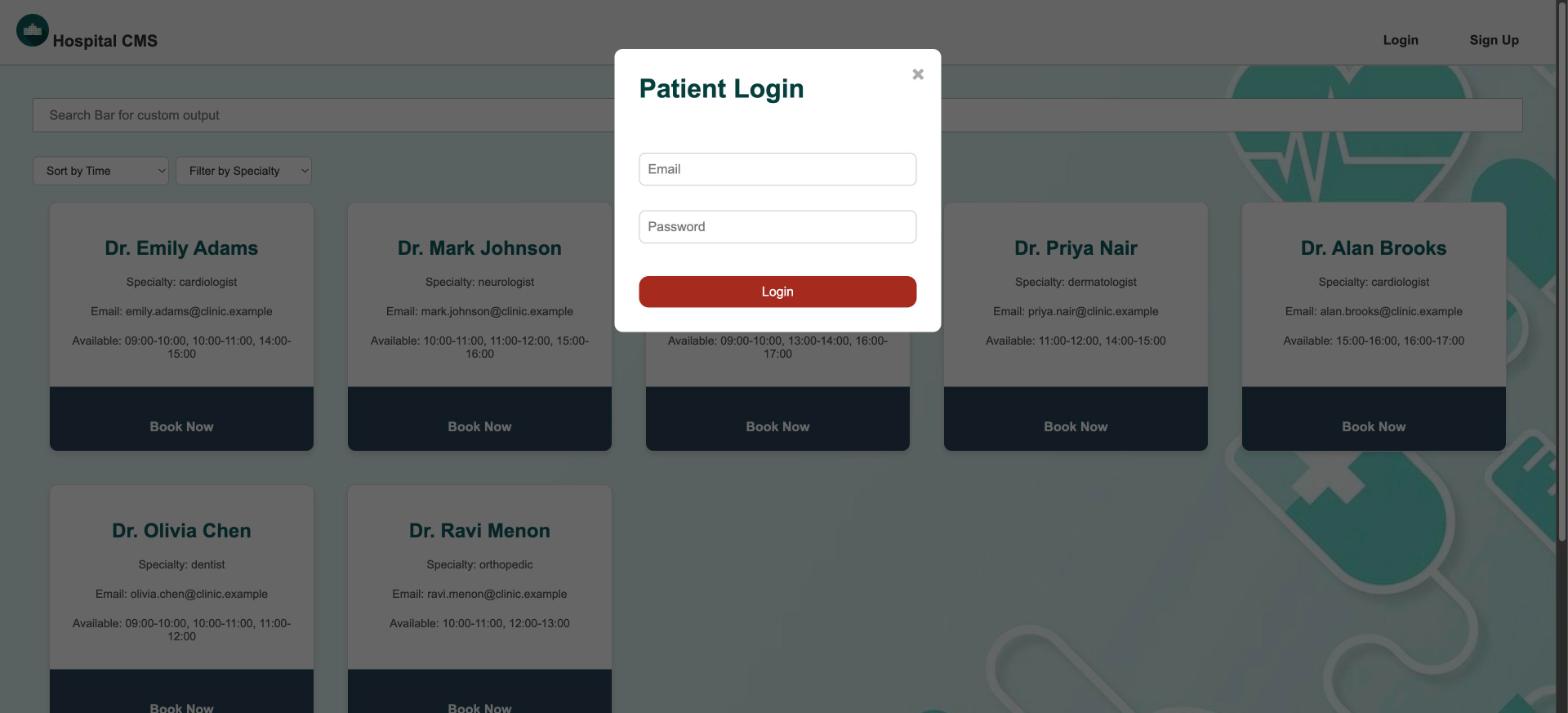 Hospital CMS
Login
Sign Up
Patient Login
×
Email
Password
Login
Search Bar for custom output
Sort by Time
Filter by Specialty
Dr. Emily Adams
Specialty: cardiologist
Email: emily.adams@clinic.example
Available: 09:00-10:00, 10:00-11:00, 14:00-
15:00
Book Now
Dr. Mark Johnson
Specialty: neurologist
Email: mark.johnson@clinic.example
Available: 10:00-11:00, 11:00-12:00, 15:00-
16:00
Book Now
Available: 09:00-10:00, 13:00-14:00, 16:00-
17:00
Book Now
Dr. Priya Nair
Specialty: dermatologist
Email: priya.nair@clinic.example
Available: 11:00-12:00, 14:00-15:00
Book Now
Dr. Alan Brooks
Specialty: cardiologist
Email: alan.brooks@clinic.example
Available: 15:00-16:00, 16:00-17:00
Book Now
Dr. Olivia Chen
Specialty: dentist
Email: olivia.chen@clinic.example
Available: 09:00-10:00, 10:00-11:00, 11:00-
12:00
Book Now
Dr. Ravi Menon
Specialty: orthopedic
Email: ravi.menon@clinic.example
Available: 10:00-11:00, 12:00-13:00
Book Now